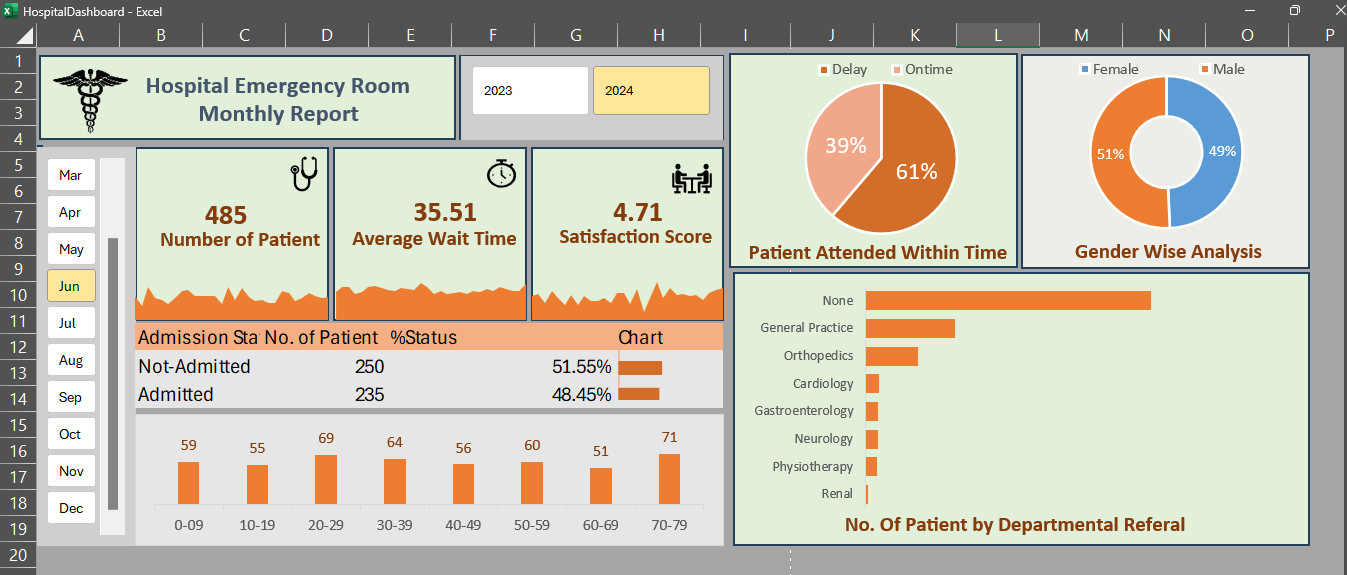 HospitalDashboard - Excel
A B C D E F G H I J K L M N O P
1
2
3
4
5
6
7
8
9
10
11
12
13
14
15
16
17
18
19
20
Hospital Emergency Room
Monthly Report
2023
2024
Mar
Apr
May
Jun
Jul
Aug
Sep
Oct
Nov
Dec
485
Number of Patient
35.51
Average Wait Time
4.71
Satisfaction Score
Admission Sta No. of Patient %Status Chart
Not-Admitted 250 51.55%
Admitted 235 48.45%
59 55 69 64 56 60 51 71
0-09 10-19 20-29 30-39 40-49 50-59 60-69 70-79
Delay Ontime
39%
61%
Patient Attended Within Time
Female Male
51% 49%
Gender Wise Analysis
None
General Practice
Orthopedics
Cardiology
Gastroenterology
Neurology
Physiotherapy
Renal
No. Of Patient by Departmental Referal